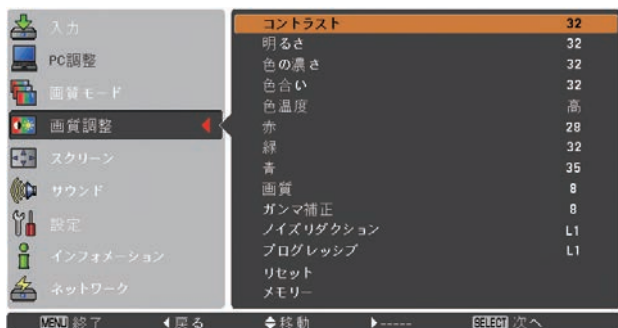 入力
PC調整
画質モード
画質調整
スクリーン
サウンド
設定
インフォメーション
ネットワーク
コントラスト 32
明るさ 32
色の濃さ 32
色合い 32
色温度 高
赤 28
緑 32
青 35
画質 8
ガンマ補正 8
ノイズリダクション L1
プログレッシブ L1
リセット
メモリー
MENU 終了 戻る 移動 ----- SELECT 次へ